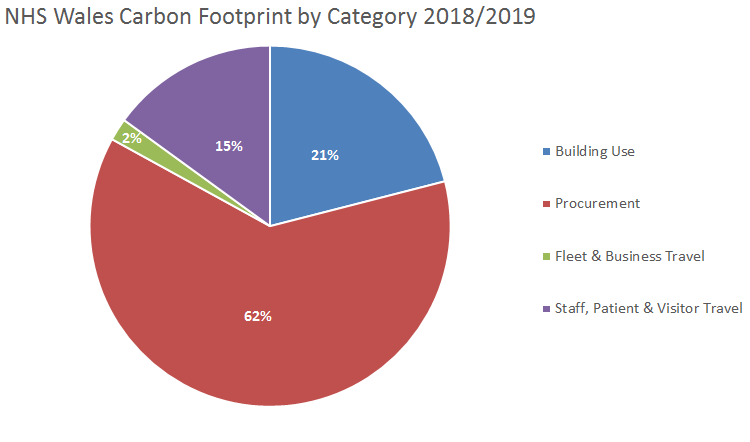 NHS Wales Carbon Footprint by Category 2018/2019
21%
62%
2%
15%
Building Use
Procurement
Fleet & Business Travel
Staff, Patient & Visitor Travel